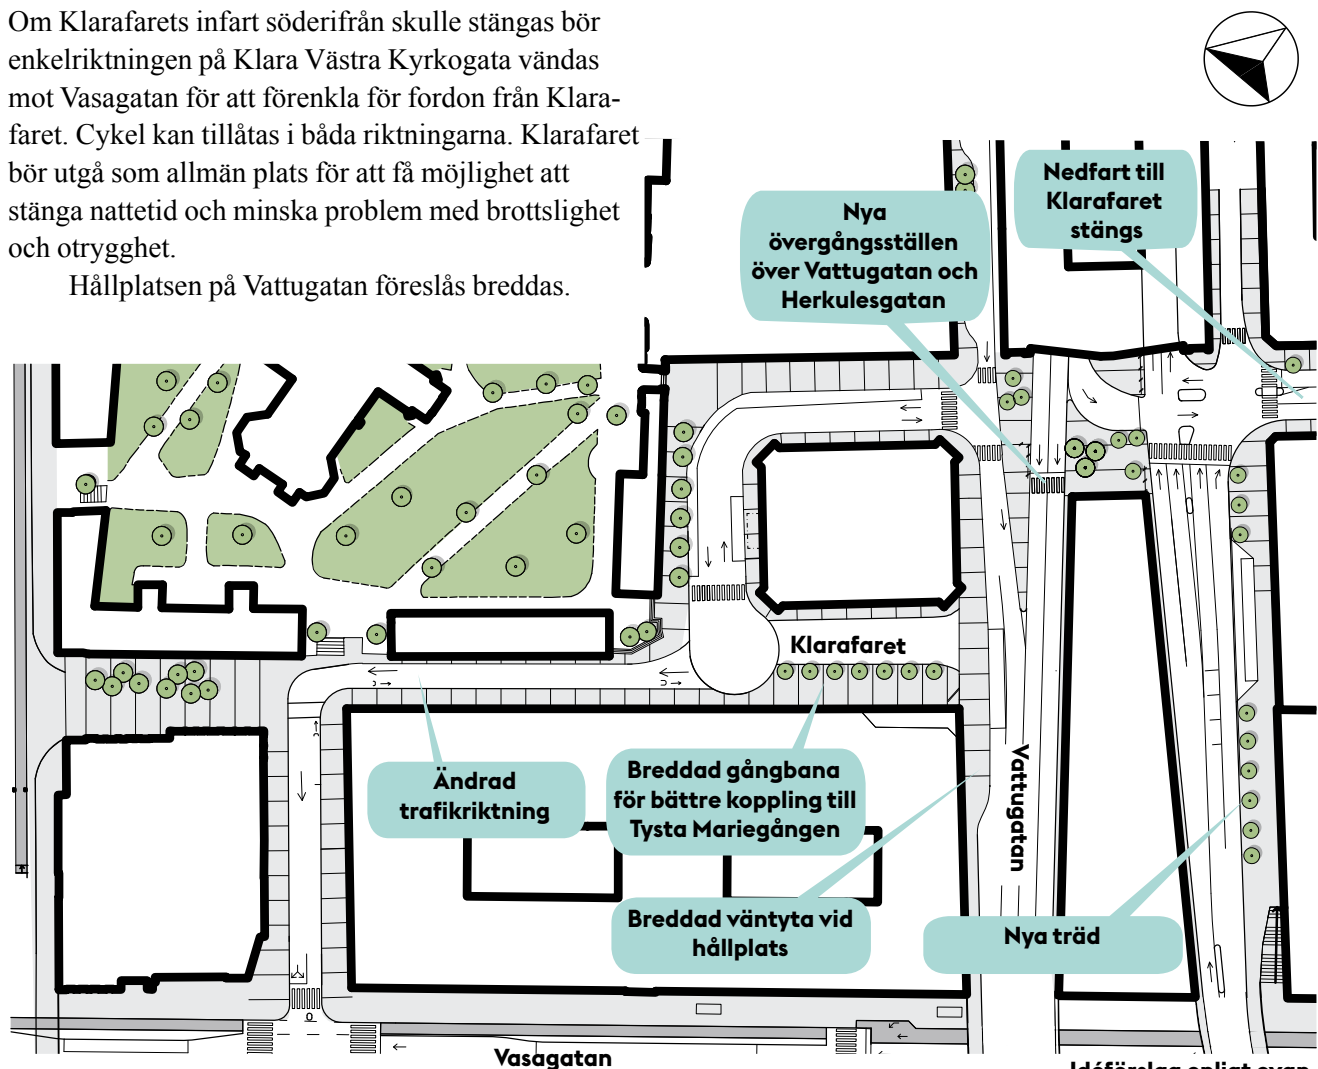 Om Klarafarets infart söderifrån skulle stängas bör
enkelriktningen på Klara Västra Kyrkogata vändas
mot Vasagatan för att förenkla för fordon från Klara-
faret. Cykel kan tillåtas i båda riktningarna. Klarafaret
bör utgå som allmän plats för att få möjlighet att
stänga nattetid och minska problem med brottslighet
och otrygghet.
Hållplatsen på Vattugatan föreslås breddas.
Nedfart till
Klarafaret
stängs
Nya
övergångsställen
över Vattugatan och
Herkulesgatan
Klarafaret
Ändrad
trafikriktning
Breddad gångbana
för bättre koppling till
Tysta Mariegången
Vattugatan
Breddad väntyta vid
hållplats
Nya träd
Vasagatan
Idéförslag enligt ovan